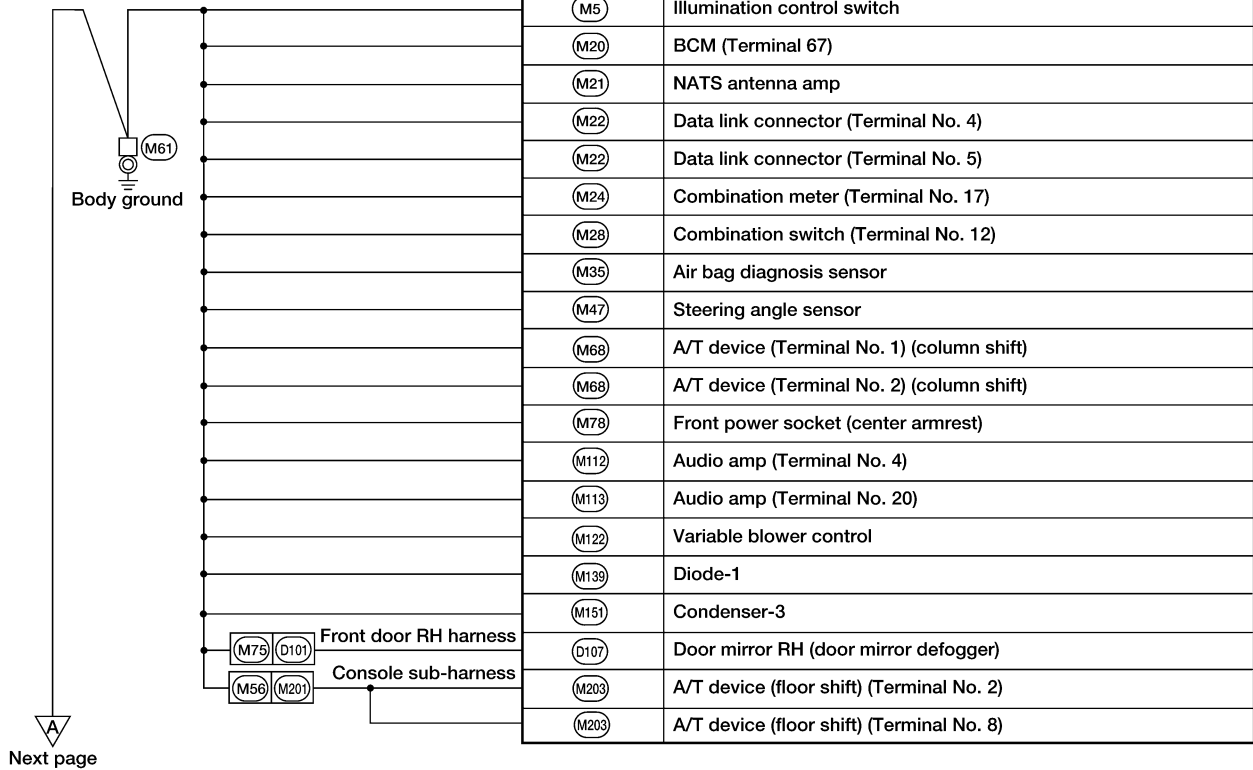 M5 Illumination control switch
M20 BCM (Terminal 67)
M21 NATS antenna amp
M22 Data link connector (Terminal No. 4)
M61
M22 Data link connector (Terminal No. 5)
Body ground
M24 Combination meter (Terminal No. 17)
M28 Combination switch (Terminal No. 12)
M35 Air bag diagnosis sensor
M47 Steering angle sensor
M68 A/T device (Terminal No. 1) (column shift)
M68 A/T device (Terminal No. 2) (column shift)
M78 Front power socket (center armrest)
M112 Audio amp (Terminal No. 4)
M113 Audio amp (Terminal No. 20)
M122 Variable blower control
M139 Diode-1
M151 Condenser-3
Front door RH harness
M75 D101 D107 Door mirror RH (door mirror defogger)
Console sub-harness
M56 M201 M203 A/T device (floor shift) (Terminal No. 2)
M203 A/T device (floor shift) (Terminal No. 8)
A
Next page